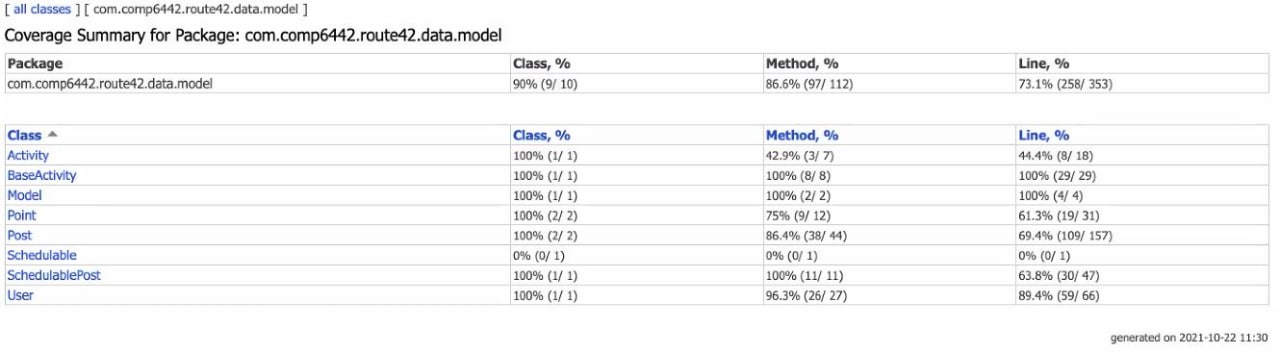 [ all classes ] [ com.comp6442.route42.data.model ]
Coverage Summary for Package: com.comp6442.route42.data.model
Package Class, % Method, % Line, %
com.comp6442.route42.data.model 90% (9/ 10) 86.6% (97/ 112) 73.1% (258/ 353)
Class Class, % Method, % Line, %
Activity 100% (1/ 1) 42.9% (3/ 7) 44.4% (8/ 18)
BaseActivity 100% (1/ 1) 100% (8/ 8) 100% (29/ 29)
Model 100% (1/ 1) 100% (2/ 2) 100% (4/ 4)
Point 100% (2/ 2) 75% (9/ 12) 61.3% (19/ 31)
Post 100% (2/ 2) 86.4% (38/ 44) 69.4% (109/ 157)
Schedulable 0% (0/ 1) 0% (0/ 1) 0% (0/ 1)
SchedulablePost 100% (1/ 1) 100% (11/ 11) 63.8% (30/ 47)
User 100% (1/ 1) 96.3% (26/ 27) 89.4% (59/ 66)
generated on 2021-10-22 11:30